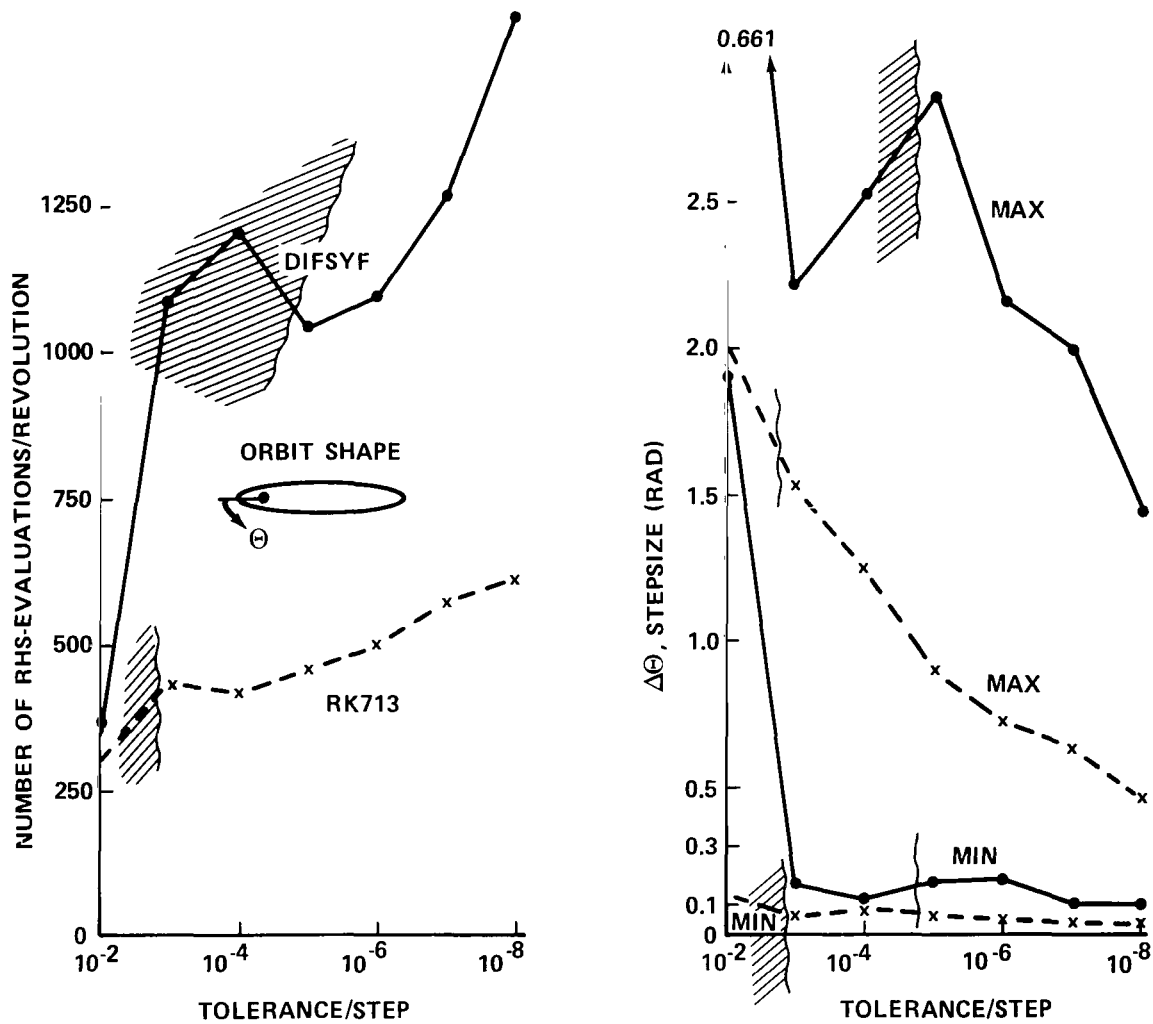 NUMBER OF RHS-EVALUATIONS/REVOLUTION
1250
1000
750
500
250
0
DIFSYF
ORBIT SHAPE
Θ
RK713
10⁻²
10⁻⁴
10⁻⁶
10⁻⁸
TOLERANCE/STEP
ΔΘ, STEPSIZE (RAD)
0.661
2.5
2.0
1.5
1.0
0.5
0.3
0.1
0
MAX
MAX
MIN
MIN
10⁻²
10⁻⁴
10⁻⁶
10⁻⁸
TOLERANCE/STEP